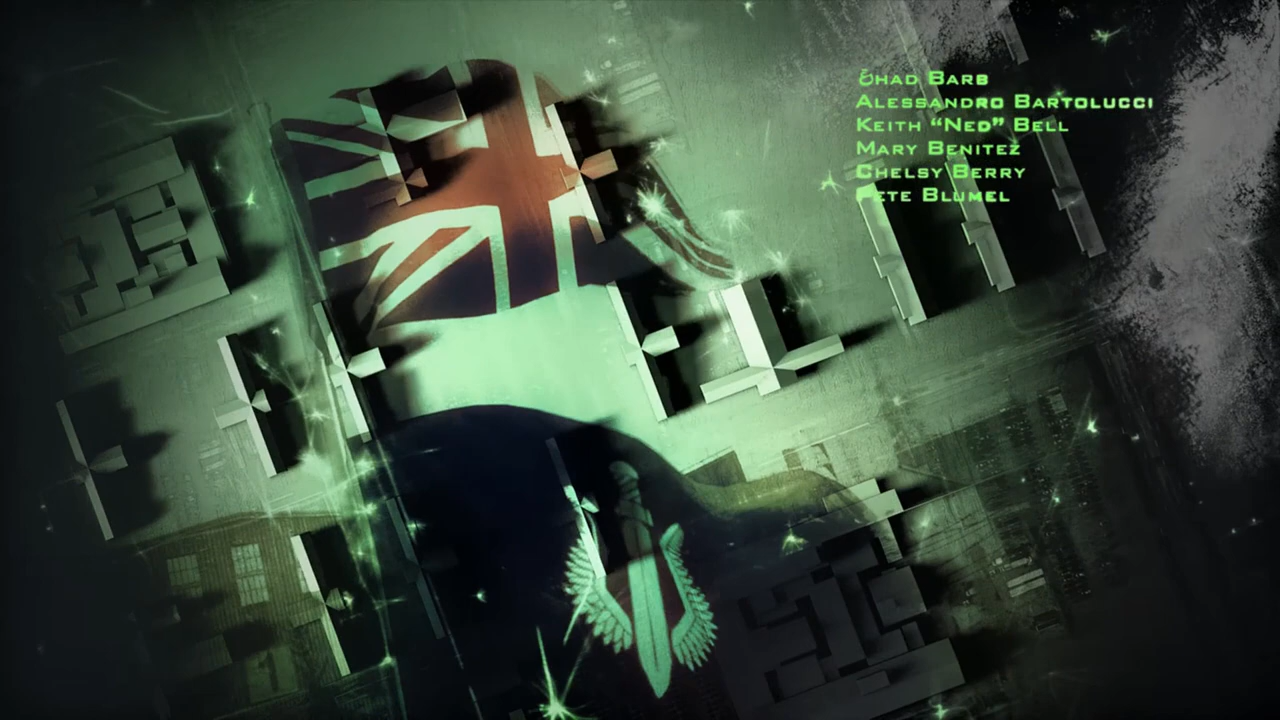 Chad Barb
Alessandro Bartolucci
Keith “Ned” Bell
Mary Benitez
Chelsy Berry
Pete Blumel